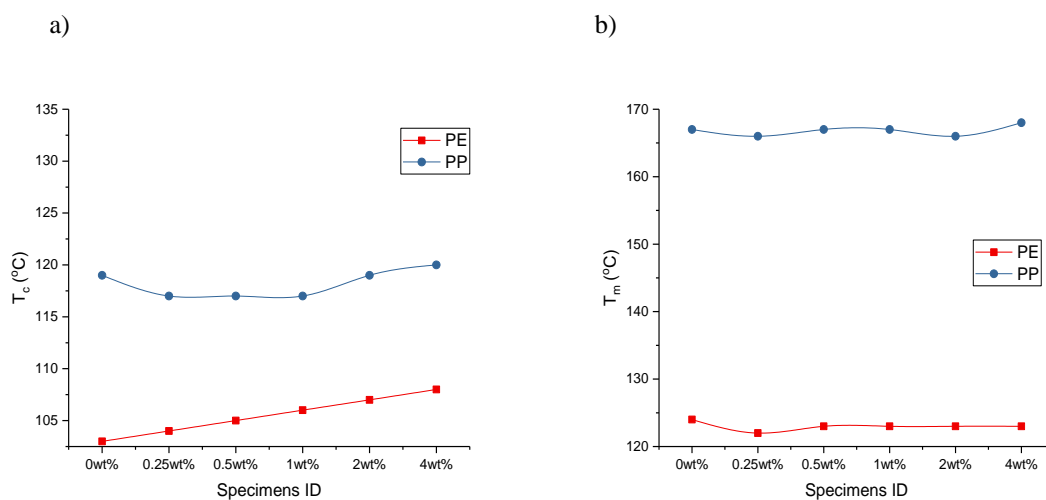 a)
b)
135
130
125
120
115
110
105
T_c (°C)
PE
PP
0wt% 0.25wt% 0.5wt% 1wt% 2wt% 4wt%
Specimens ID
170
160
150
140
130
120
T_m (°C)
PE
PP
0wt% 0.25wt% 0.5wt% 1wt% 2wt% 4wt%
Specimens ID